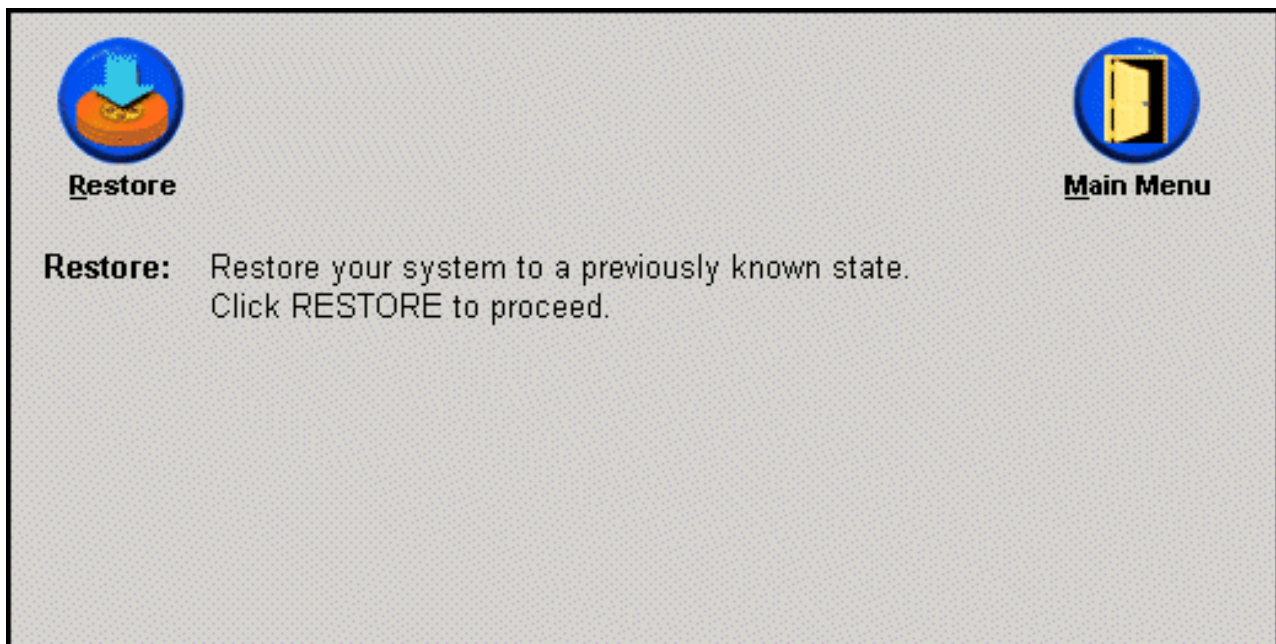 Restore
Main Menu
Restore: Restore your system to a previously known state.
Click RESTORE to proceed.